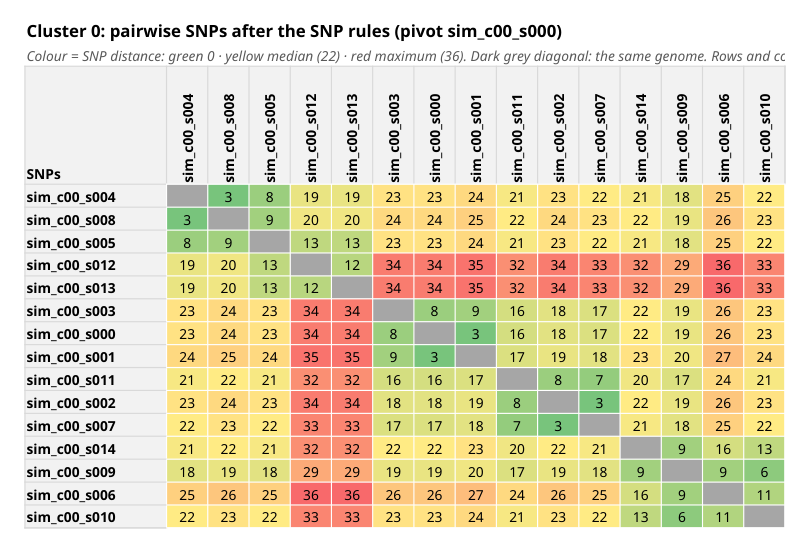 Cluster 0: pairwise SNPs after the SNP rules (pivot sim_c00_s000)
Colour = SNP distance: green 0 · yellow median (22) · red maximum (36). Dark grey diagonal: the same genome. Rows and co
SNPs sim_c00_s004 sim_c00_s008 sim_c00_s005 sim_c00_s012 sim_c00_s013 sim_c00_s003 sim_c00_s000 sim_c00_s001 sim_c00_s011 sim_c00_s002 sim_c00_s007 sim_c00_s014 sim_c00_s009 sim_c00_s006 sim_c00_s010
sim_c00_s004 3 8 19 19 23 23 24 21 23 22 21 18 25 22
sim_c00_s008 3 9 20 20 24 24 25 22 24 23 22 19 26 23
sim_c00_s005 8 9 13 13 23 23 24 21 23 22 21 18 25 22
sim_c00_s012 19 20 13 12 34 34 35 32 34 33 32 29 36 33
sim_c00_s013 19 20 13 12 34 34 35 32 34 33 32 29 36 33
sim_c00_s003 23 24 23 34 34 8 9 16 18 17 22 19 26 23
sim_c00_s000 23 24 23 34 34 8 3 16 18 17 22 19 26 23
sim_c00_s001 24 25 24 35 35 9 3 17 19 18 23 20 27 24
sim_c00_s011 21 22 21 32 32 16 16 17 8 7 20 17 24 21
sim_c00_s002 23 24 23 34 34 18 18 19 8 3 22 19 26 23
sim_c00_s007 22 23 22 33 33 17 17 18 7 3 21 18 25 22
sim_c00_s014 21 22 21 32 32 22 22 23 20 22 21 9 16 13
sim_c00_s009 18 19 18 29 29 19 19 20 17 19 18 9 9 6
sim_c00_s006 25 26 25 36 36 26 26 27 24 26 25 16 9 11
sim_c00_s010 22 23 22 33 33 23 23 24 21 23 22 13 6 11